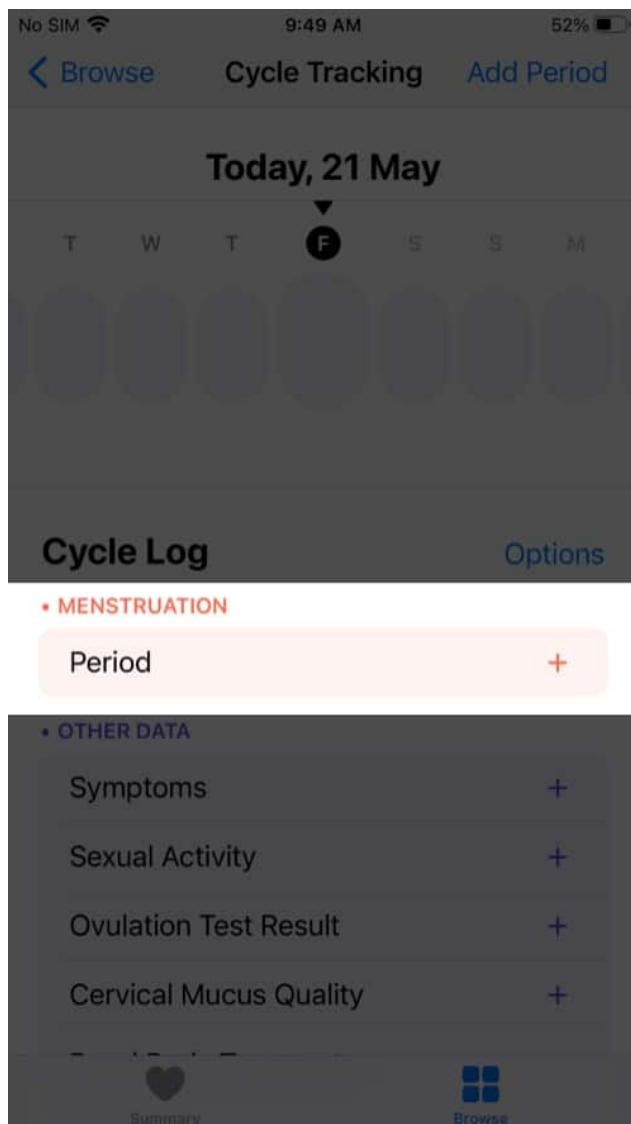 No SIM 9:49 AM 52%
Browse Cycle Tracking Add Period
Today, 21 May
T W T F S S M
Cycle Log Options
• MENSTRUATION
Period +
• OTHER DATA
Symptoms +
Sexual Activity +
Ovulation Test Result +
Cervical Mucus Quality +
Summary Browse